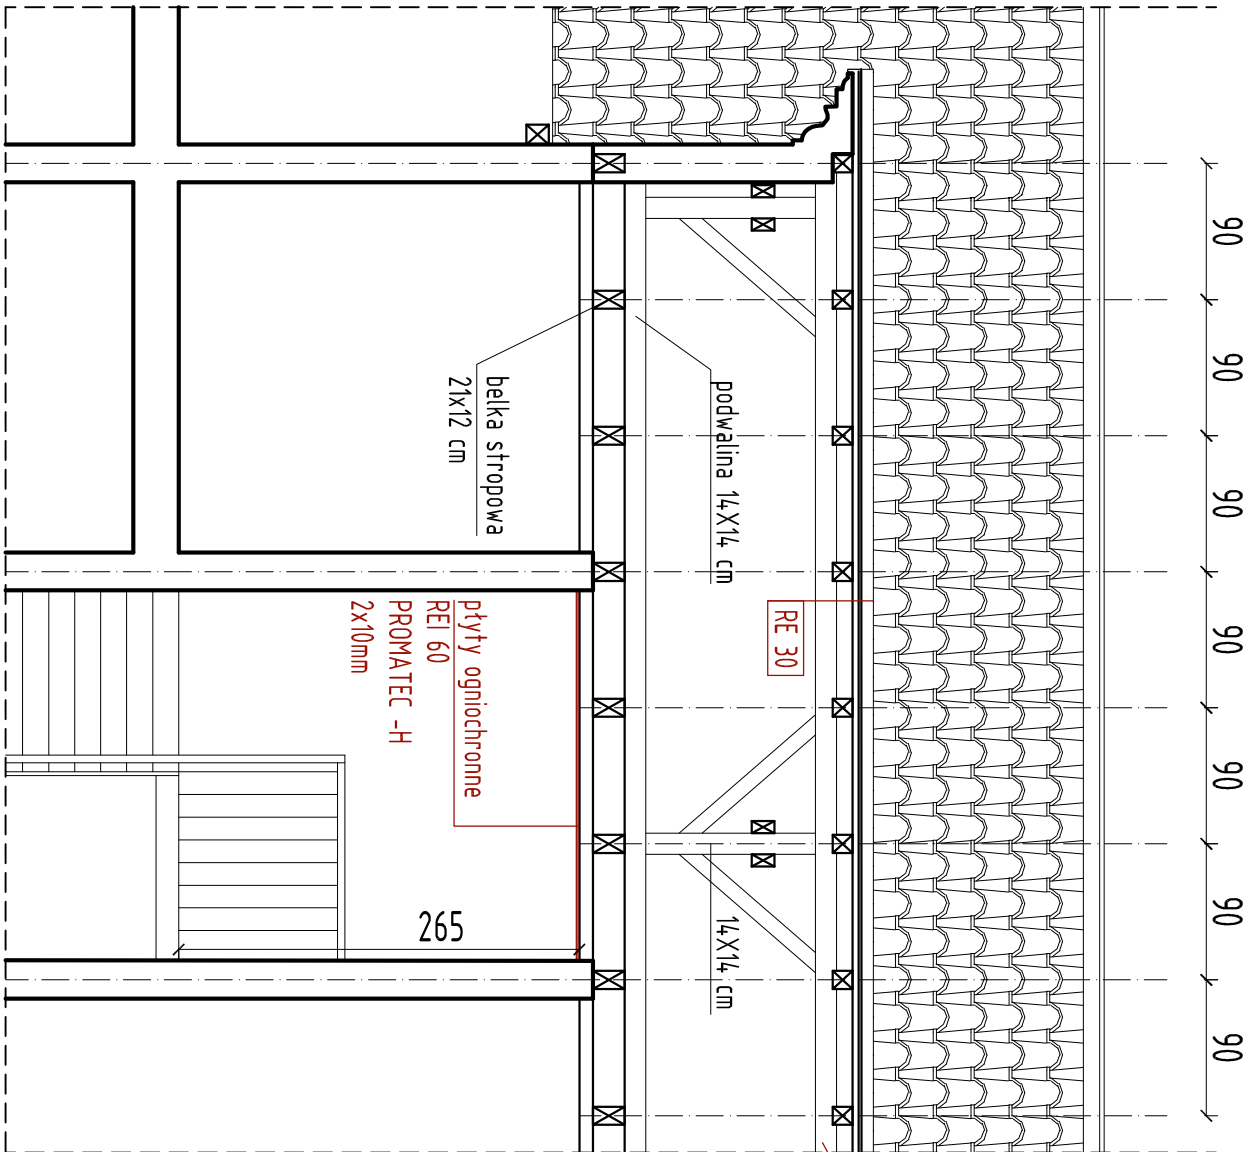 90
90
90
90
90
90
90
podwalina 14X14 cm
belka stropowa
21x12 cm
RE 30
płyty ogniochronne
REI 60
PROMATEC -H
2x10mm
14X14 cm
265